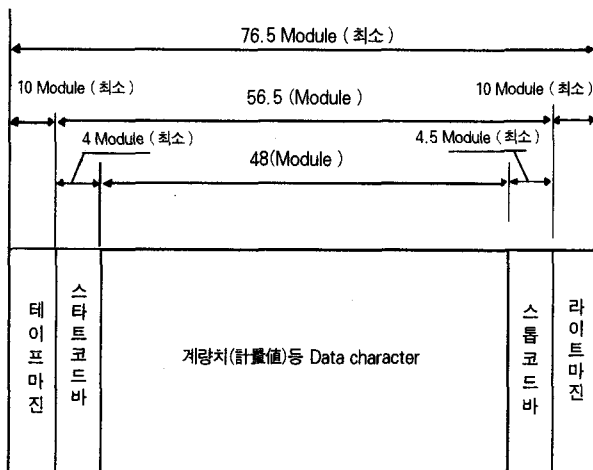 76.5 Module ( 최소 )
10 Module ( 최소 )
56.5 (Module )
10 Module ( 최소 )
4 Module ( 최소 )
4.5 Module ( 최소 )
48(Module )
테이프마진
스타트코드바
계량치(計量値)등 Data character
스톱코드바
라이트마진